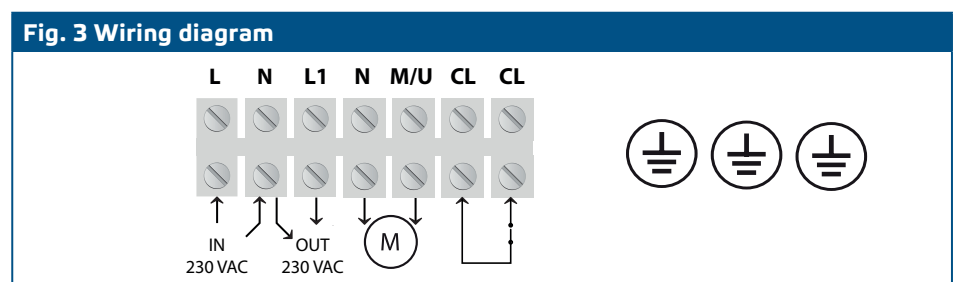 Fig. 3 Wiring diagram
L N L1 N M/U CL CL
M
IN OUT
230 VAC 230 VAC